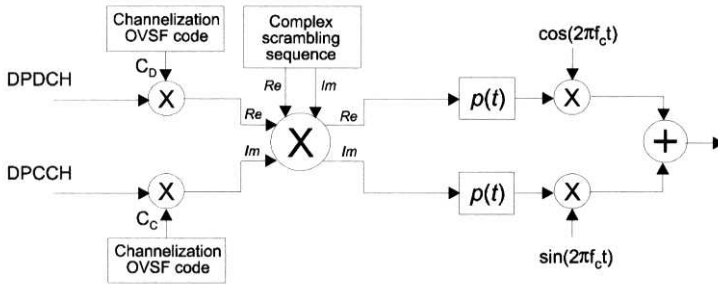 Channelization
OVSF code
Complex
scrambling
sequence
cos(2πf_ct)
C_D
DPDCH
Re
Im
X
Re
Re
p(t)
X
X
+
Im
Im
DPCCH
X
p(t)
X
C_C
Channelization
OVSF code
sin(2πf_ct)